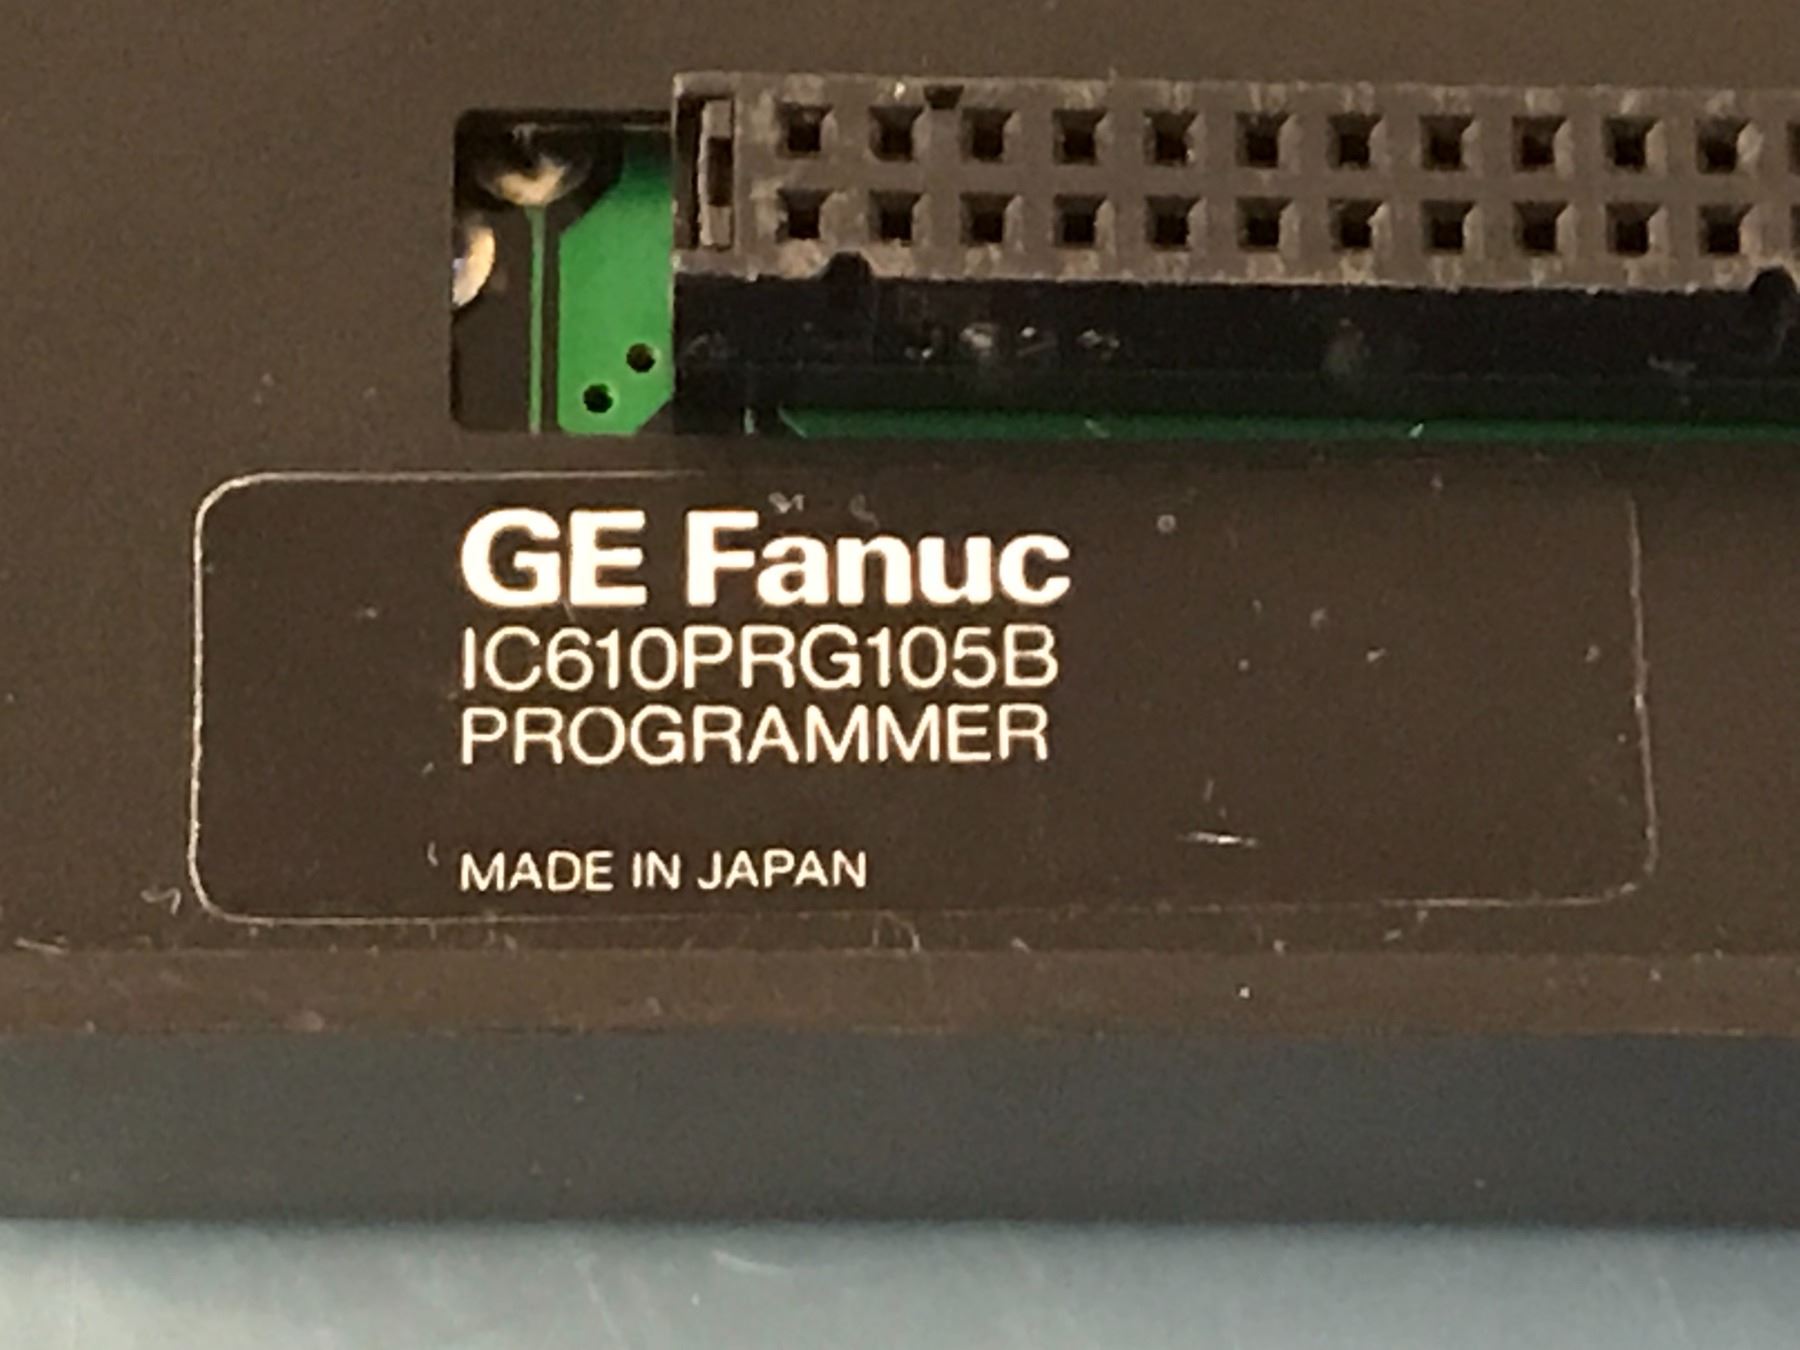 GE Fanuc
IC610PRG105B
PROGRAMMER
MADE IN JAPAN